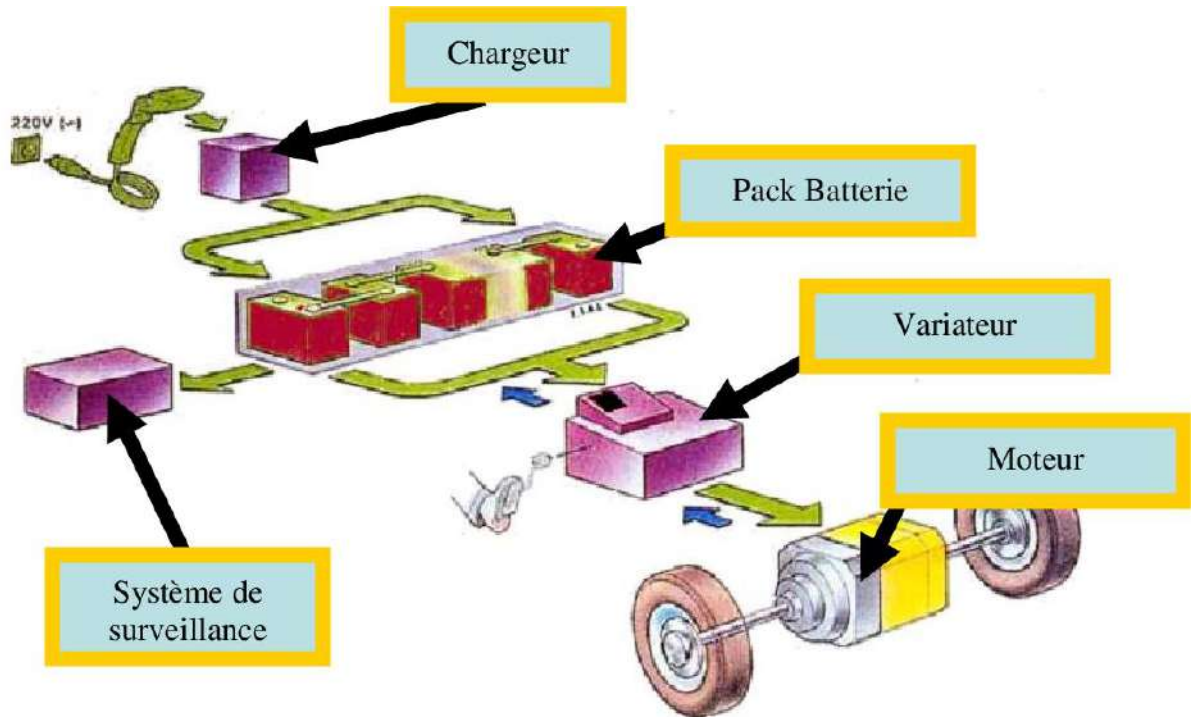 Chargeur
220V (~)
Pack Batterie
Variateur
Moteur
Système de
surveillance